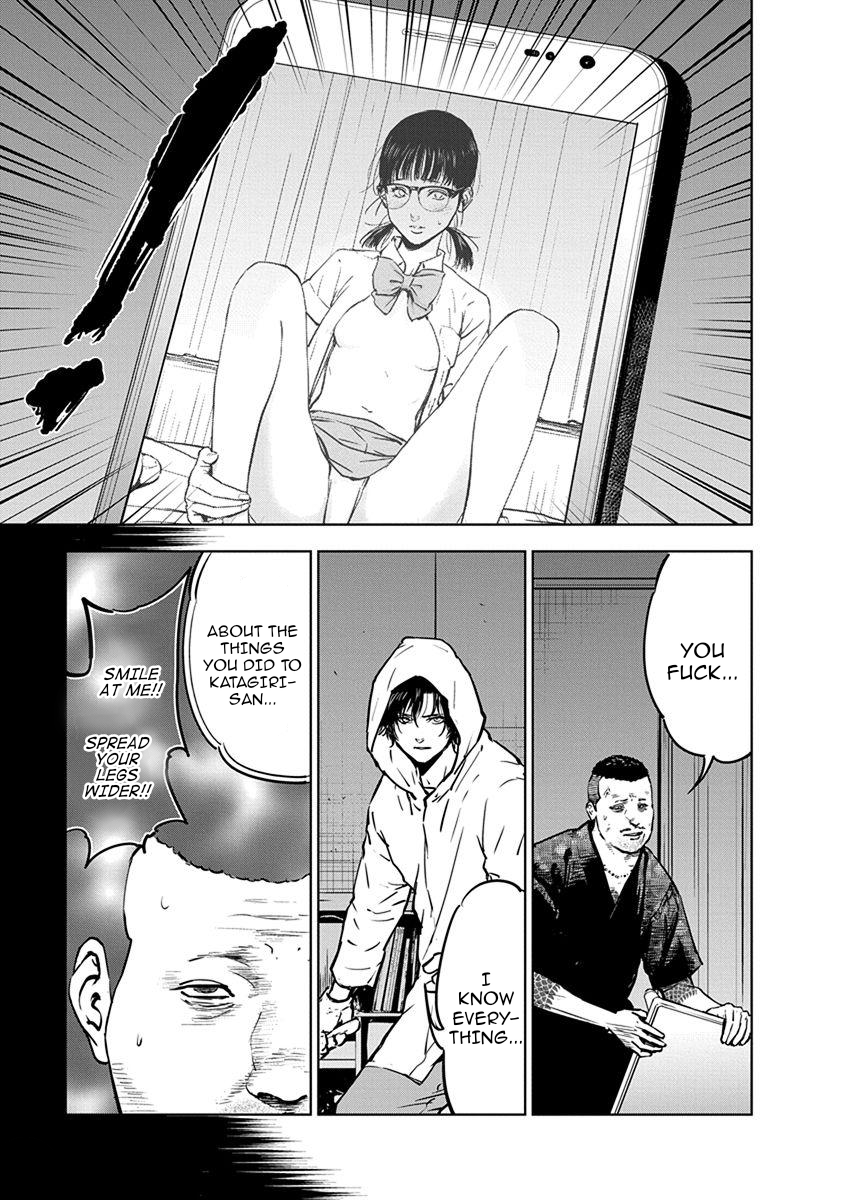 YOU
FUCK...
I
KNOW
EVERY-
THING...
ABOUT THE
THINGS
YOU DID TO
KATAGIRI-
SAN...
SMILE
AT ME!!
SPREAD
YOUR
LEGS
WIDER!!